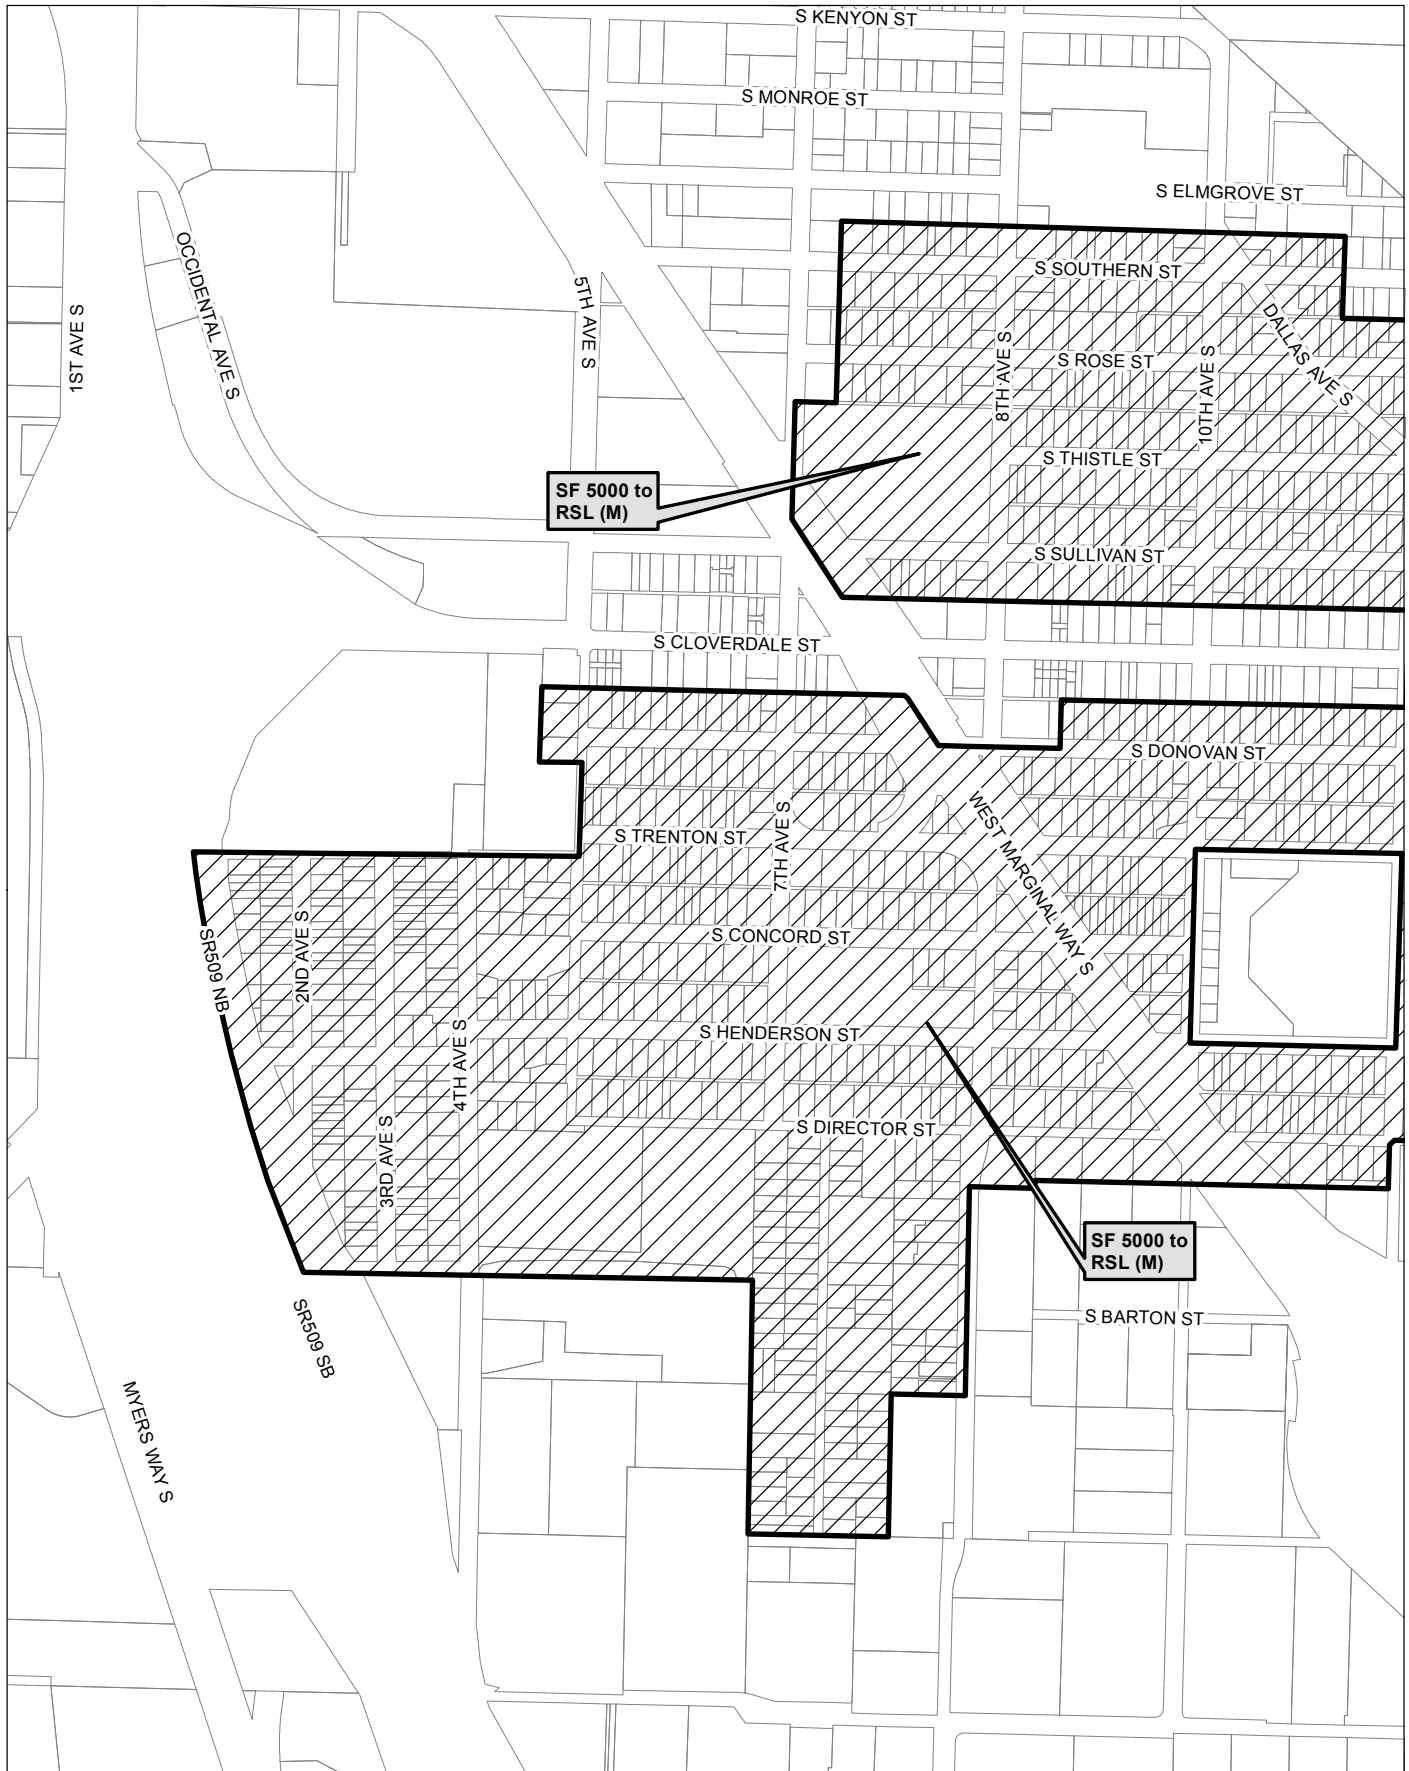 S KENYON ST
S MONROE ST
S ELMGROVE ST
OCCIDENTAL AVE S
5TH AVE S
1ST AVE S
S SOUTHERN ST
DALLAS AVE S
8TH AVE S
S ROSE ST
10TH AVE S
S THISTLE ST
SF 5000 to
RSL (M)
S SULLIVAN ST
S CLOVERDALE ST
S DONOVAN ST
S TRENTON ST
7TH AVE S
WEST MARGINAL WAY S
2ND AVE S
SR509 NB
S CONCORD ST
4TH AVE S
S HENDERSON ST
3RD AVE S
S DIRECTOR ST
SF 5000 to
RSL (M)
S BARTON ST
SR509 SB
MYERS WAY S